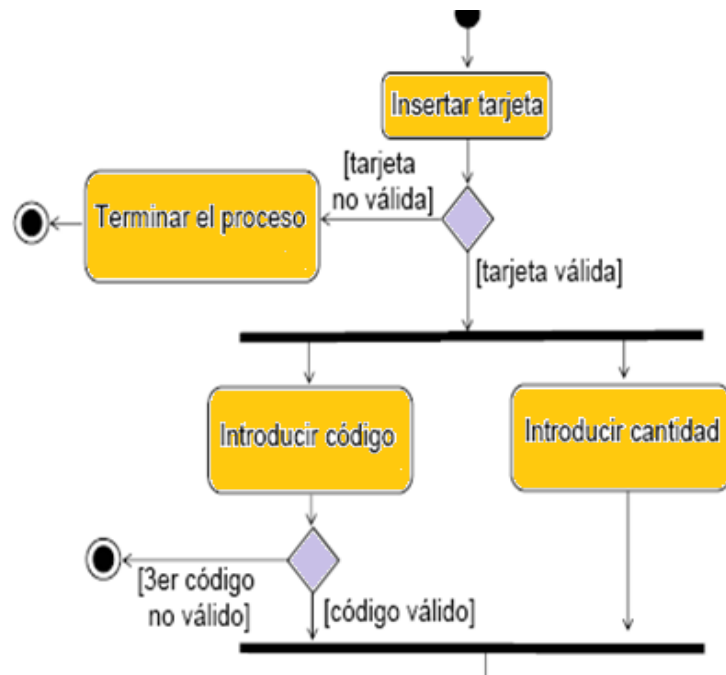 Insertar tarjeta
[tarjeta
no válida]
Terminar el proceso
[tarjeta válida]
Introducir código
Introducir cantidad
[3er código
no válido]
[código válido]